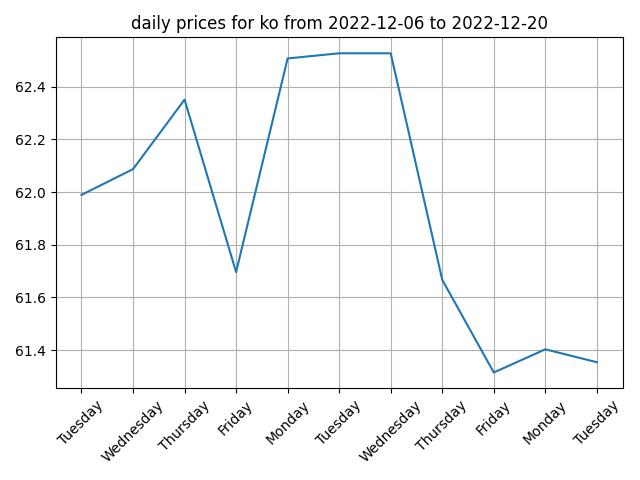 daily prices for ko from 2022-12-06 to 2022-12-20
62.4
62.2
62.0
61.8
61.6
61.4
Tuesday
Wednesday
Thursday
Friday
Monday
Tuesday
Wednesday
Thursday
Friday
Monday
Tuesday